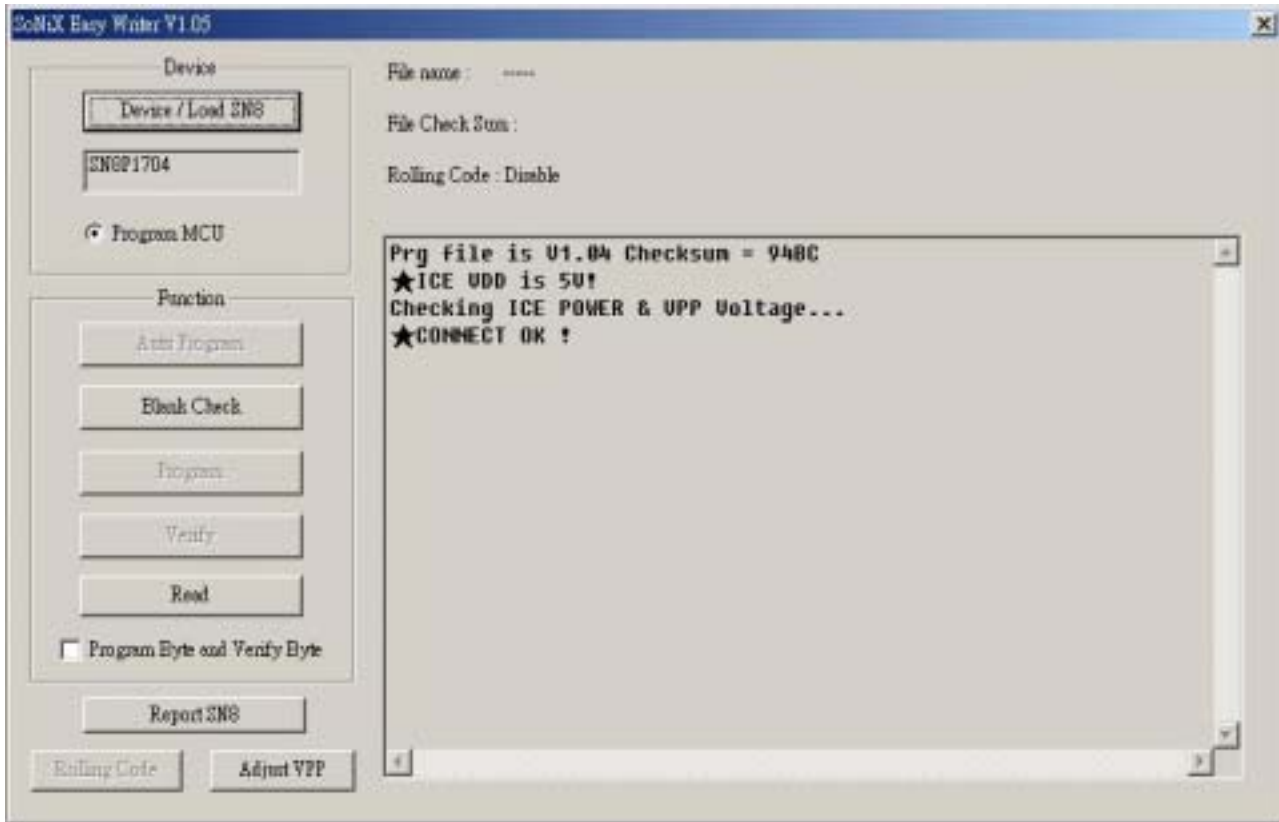 SoNiX Easy Writer V1.05
Device
Device / Load SN8
SN8P1704
Program MCU
Function
Auto Program
Blank Check
Program
Verify
Read
Program Byte and Verify Byte
Report SN8
Rolling Code
Adjust VPP
File name : -----
File Check Sum :
Rolling Code : Disable
Prg file is V1.04 Checksum = 94BC
★ICE VDD is 5V!
Checking ICE POWER & VPP Voltage...
★CONNECT OK !